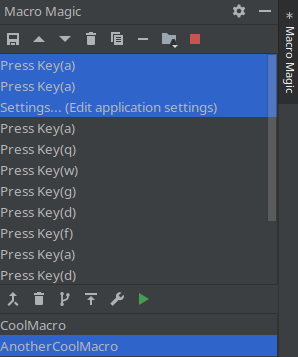 Macro Magic
Press Key(a)
Press Key(a)
Settings... (Edit application settings)
Press Key(a)
Press Key(q)
Press Key(w)
Press Key(g)
Press Key(d)
Press Key(f)
Press Key(a)
Press Key(d)
CoolMacro
AnotherCoolMacro
Macro Magic